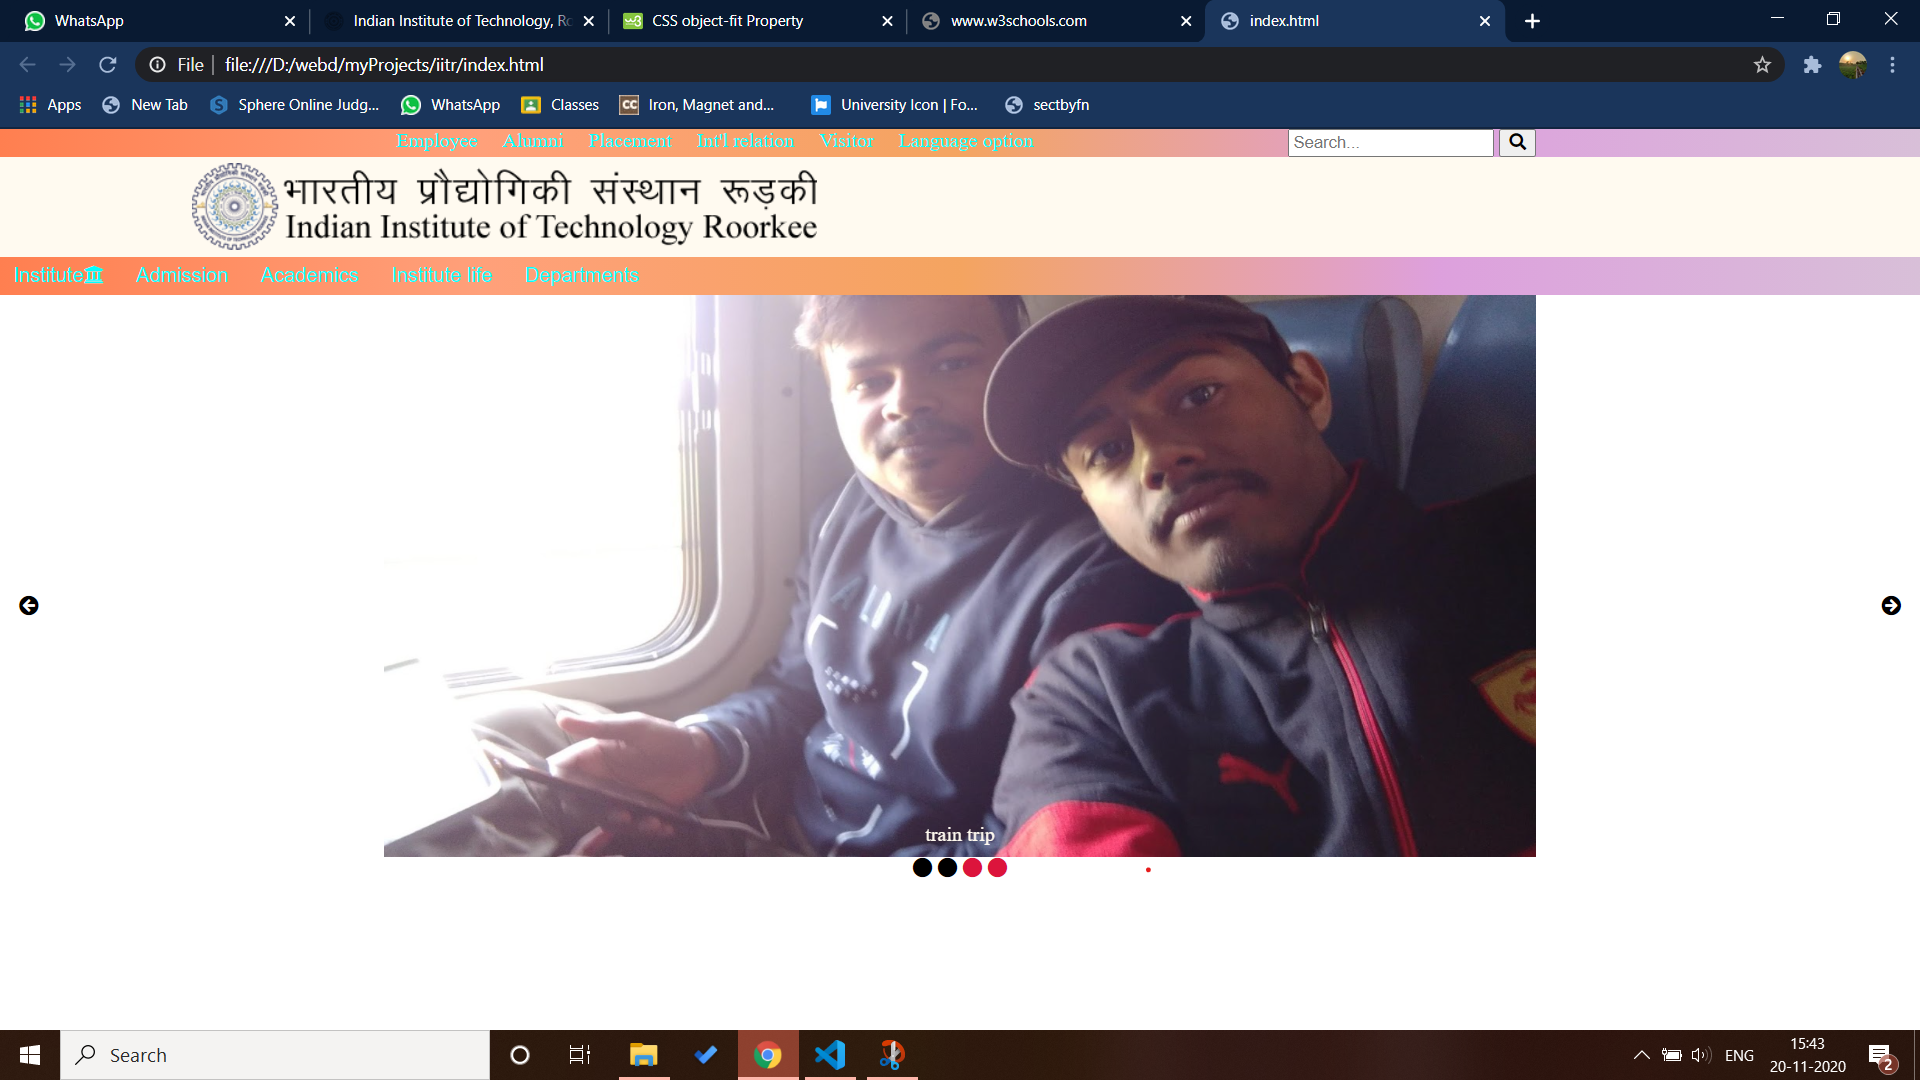 WhatsApp
Indian Institute of Technology, Ro
CSS object-fit Property
www.w3schools.com
index.html
File | file:///D:/webd/myProjects/iitr/index.html
Apps
New Tab
Sphere Online Judg...
WhatsApp
Classes
CC Iron, Magnet and...
University Icon | Fo...
sectbyfn
Employee Alumni Placement Int'l relation Visitor Language option Search...
भारतीय प्रौद्योगिकी संस्थान रूड़की
Indian Institute of Technology Roorkee
Institute Admission Academics Institute life Departments
train trip
Search
ENG
15:43
20-11-2020
2